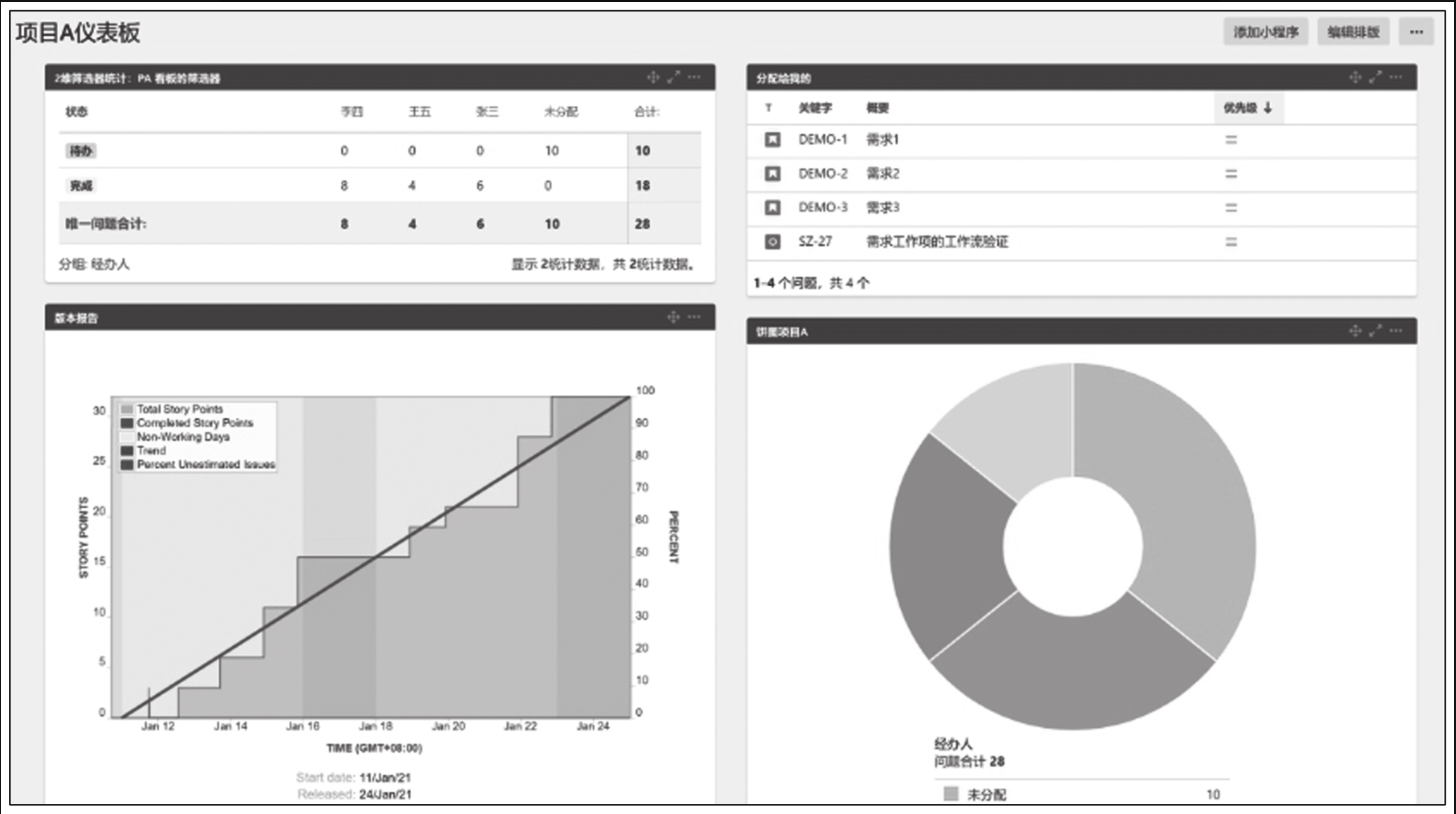 项目A仪表板
添加小程序 编辑排版 ···
2维筛选器统计：PA 看板的筛选器
状态 李四 王五 张三 未分配 合计:
待办 0 0 0 10 10
完成 8 4 6 0 18
唯一问题合计: 8 4 6 10 28
分组: 经办人 显示 2统计数据，共 2统计数据。
分配给我的
T 关键字 概要 优先级 ↓
DEMO-1 需求1
DEMO-2 需求2
DEMO-3 需求3
SZ-27 需求工作项的工作流验证
1-4 个问题，共 4 个
版本报告
Total Story Points
Completed Story Points
Non-Working Days
Trend
Percent Unestimated Issues
STORY POINTS
30
25
20
15
10
5
0
100
90
80
70
60
50
40
30
20
10
0
PERCENT
Jan 12 Jan 14 Jan 16 Jan 18 Jan 20 Jan 22 Jan 24
TIME (GMT+08:00)
Start date: 11/Jan/21
Released: 24/Jan/21
饼图项目A
经办人
问题合计 28
未分配 10